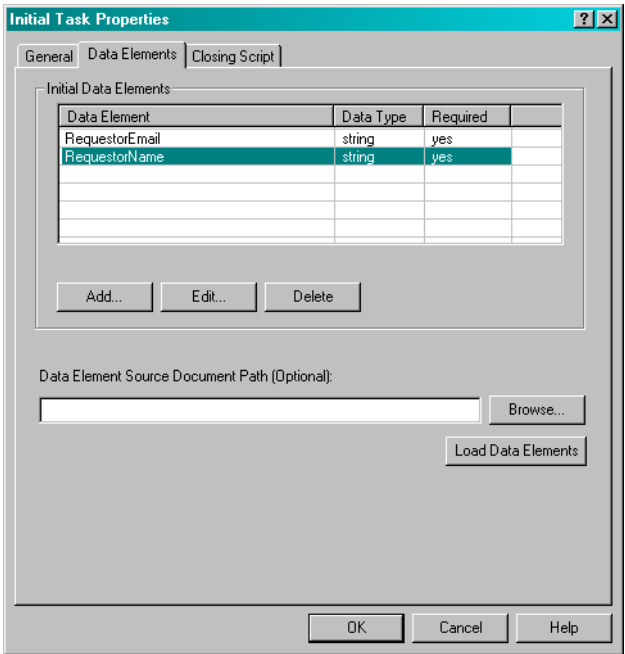 Initial Task Properties
General Data Elements Closing Script
Initial Data Elements
Data Element Data Type Required
RequestorEmail string yes
RequestorName string yes
Add... Edit... Delete
Data Element Source Document Path (Optional):
Browse...
Load Data Elements
OK Cancel Help